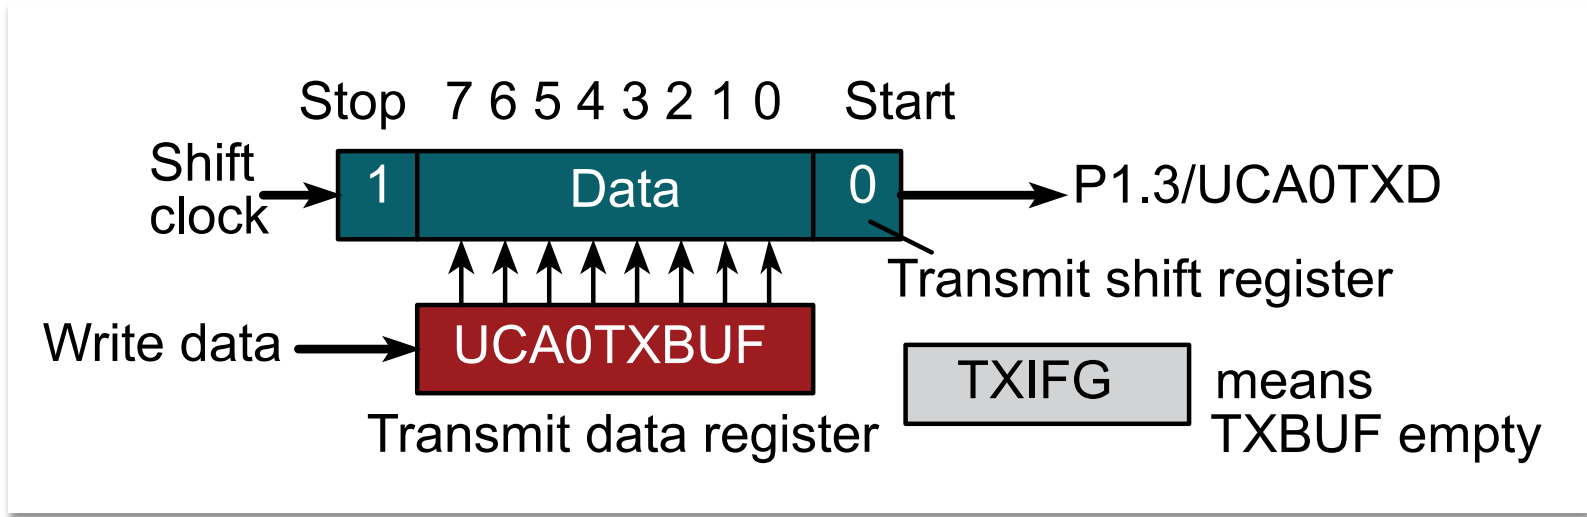 Stop 7 6 5 4 3 2 1 0 Start
Shift
clock
1 Data 0
P1.3/UCA0TXD
Transmit shift register
Write data
UCA0TXBUF
Transmit data register
TXIFG
means
TXBUF empty